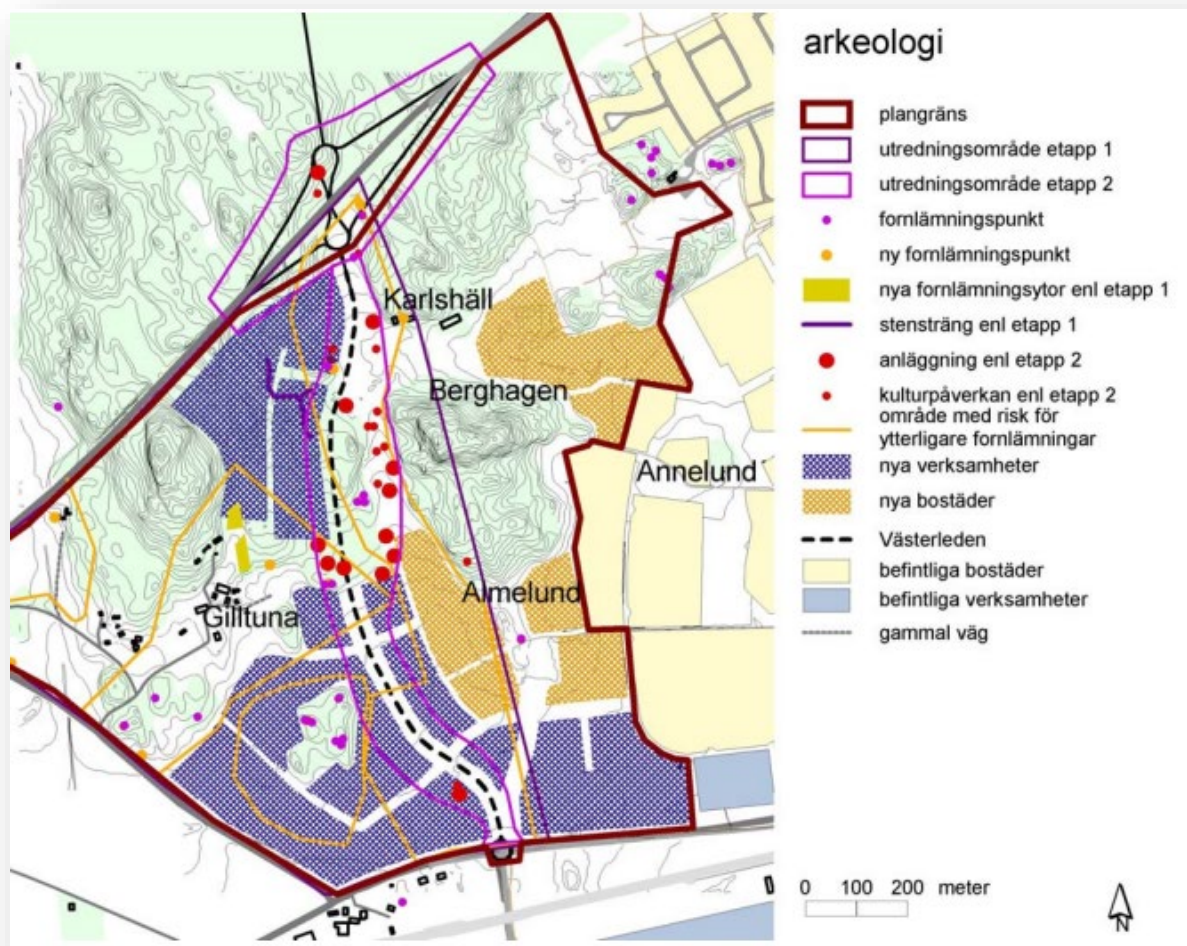 arkeologi
plangräns
utredningsområde etapp 1
utredningsområde etapp 2
fornlämningspunkt
ny fornlämningspunkt
nya fornlämningsytor enl etapp 1
stensträng enl etapp 1
anläggning enl etapp 2
kulturpåverkan enl etapp 2
område med risk för
ytterligare fornlämningar
nya verksameter
nya bostäder
Västerleden
befintliga bostäder
befintliga verksamheter
gammal väg
0 100 200 meter
N
Karlshäll
Berghagen
Annelund
Almelund
Gilltuna